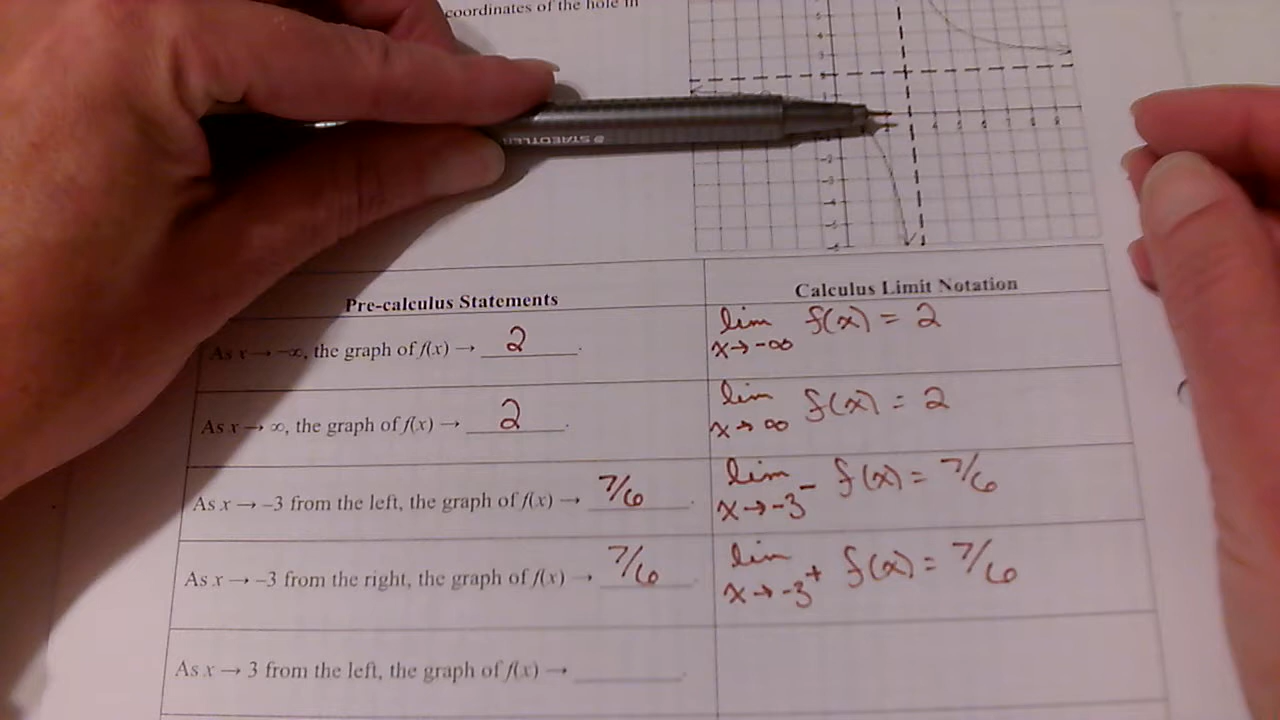 coordinates of the hole in
STAEDTLER
Pre-calculus Statements
Calculus Limit Notation
As x → -∞, the graph of f(x) → 2.
lim x→-∞ f(x) = 2
As x → ∞, the graph of f(x) → 2.
lim x→∞ f(x) = 2
As x → -3 from the left, the graph of f(x) → 7/6.
lim x→-3⁻ f(x) = 7/6
As x → -3 from the right, the graph of f(x) → 7/6.
lim x→-3⁺ f(x) = 7/6
As x → 3 from the left, the graph of f(x) → ______.